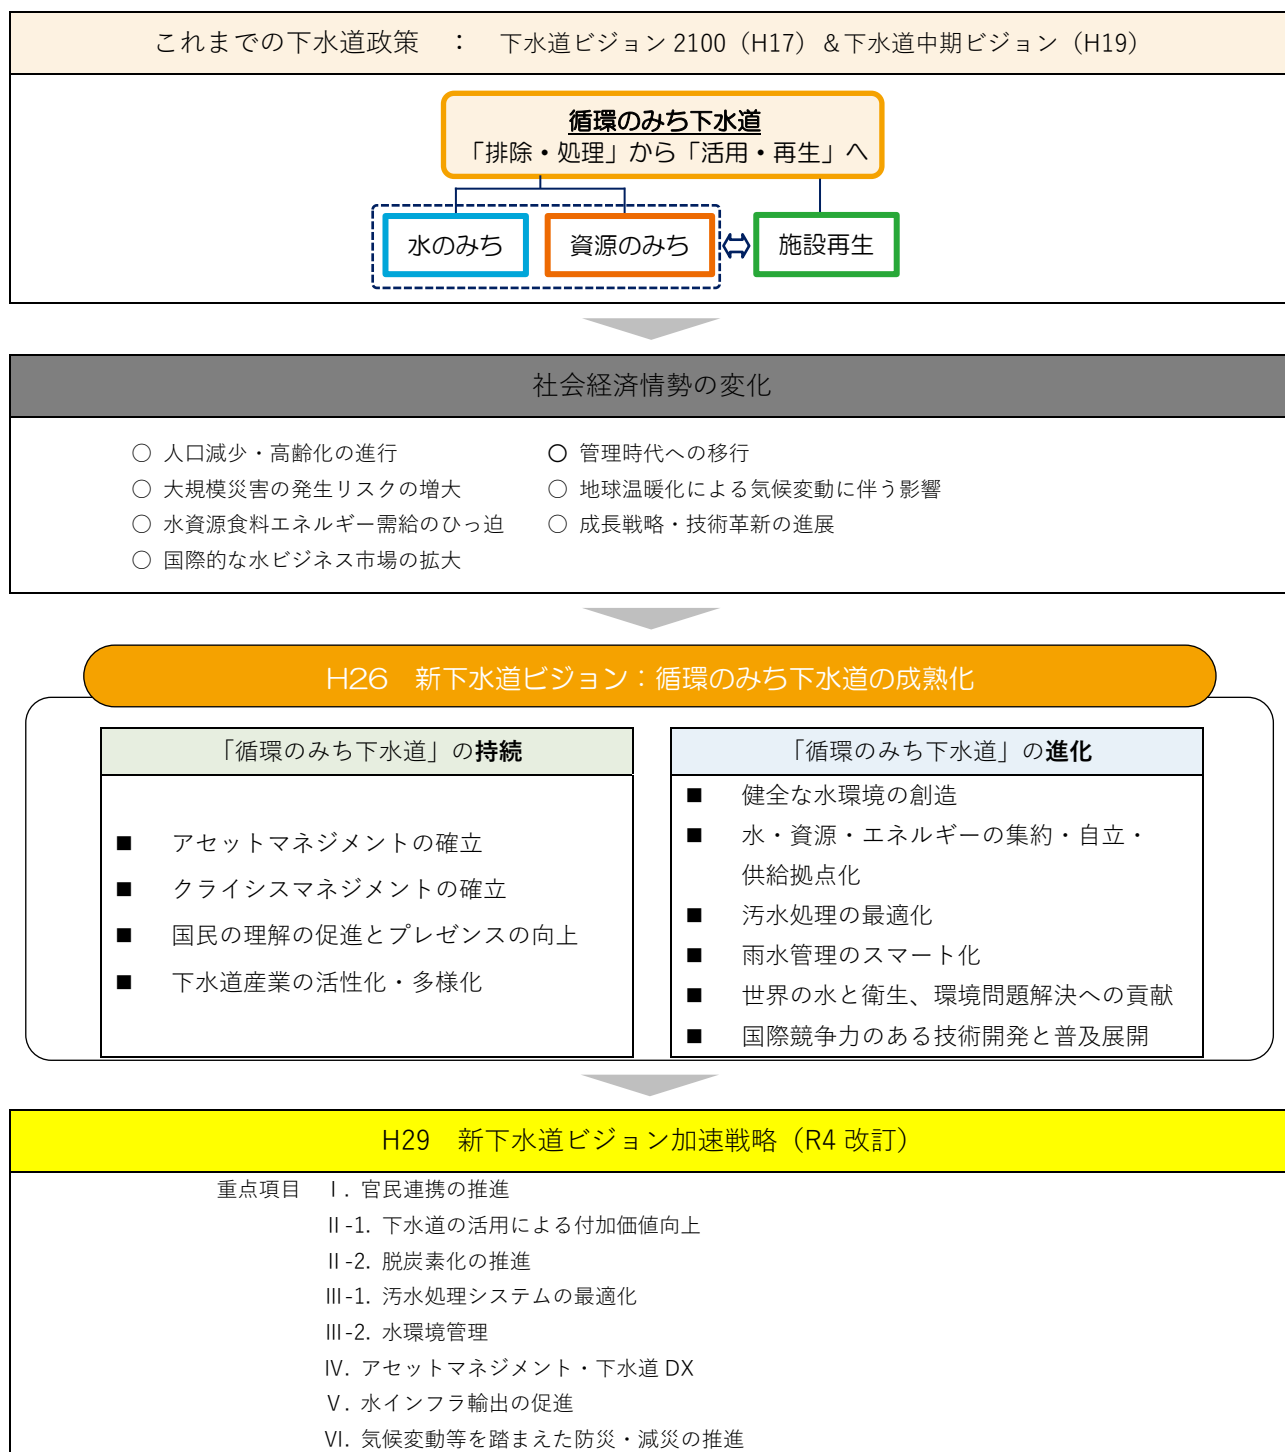 これまでの下水道政策 : 下水道ビジョン 2100（H17）＆下水道中期ビジョン（H19）
循環のみち下水道
「排除・処理」から「活用・再生」へ
水のみち 資源のみち 施設再生
社会経済情勢の変化
○ 人口減少・高齢化の進行 ○ 管理時代への移行
○ 大規模災害の発生リスクの増大 ○ 地球温暖化による気候変動に伴う影響
○ 水資源食料エネルギー需給のひっ迫 ○ 成長戦略・技術革新の進展
○ 国際的な水ビジネス市場の拡大
H26 新下水道ビジョン：循環のみち下水道の成熟化
「循環のみち下水道」の持続
■ アセットマネジメントの確立
■ クライシスマネジメントの確立
■ 国民の理解の促進とプレゼンスの向上
■ 下水道産業の活性化・多様化
「循環のみち下水道」の進化
■ 健全な水環境の創造
■ 水・資源・エネルギーの集約・自立・
供給拠点化
■ 汚水処理の最適化
■ 雨水管理のスマート化
■ 世界の水と衛生、環境問題解決への貢献
■ 国際競争力のある技術開発と普及展開
H29 新下水道ビジョン加速戦略（R4 改訂）
重点項目 Ⅰ. 官民連携の推進
Ⅱ-1. 下水道の活用による付加価値向上
Ⅱ-2. 脱炭素化の推進
Ⅲ-1. 汚水処理システムの最適化
Ⅲ-2. 水環境管理
Ⅳ. アセットマネジメント・下水道 DX
Ⅴ. 水インフラ輸出の促進
Ⅵ. 気候変動等を踏まえた防災・減災の推進